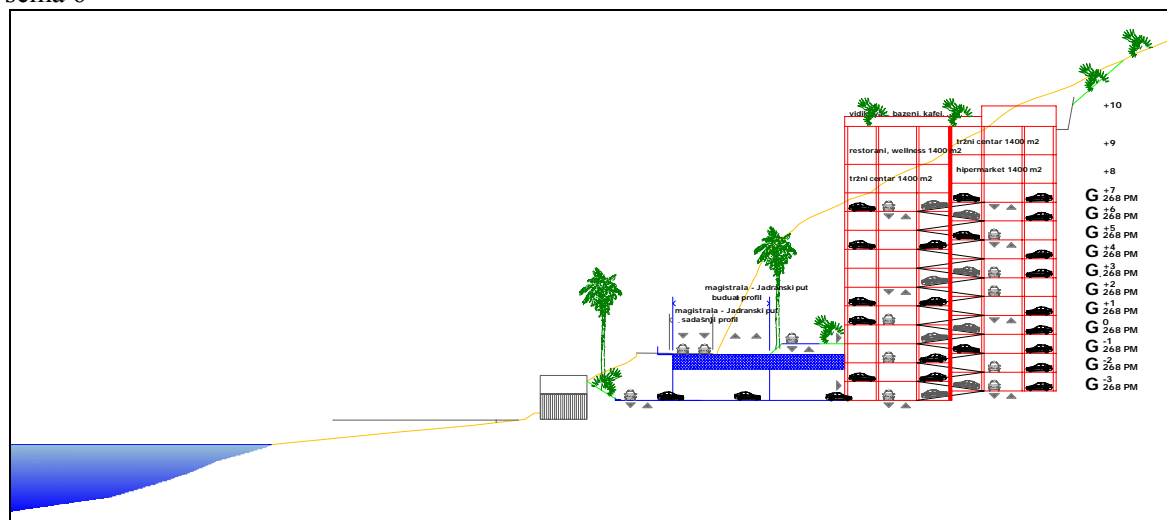 bazeni, kafei,
tržni centar 1400 m2
restorani, wellness 1400 m2
hipermarket 1400 m2
tržni centar 1400 m2
magistrala - Jadranski put
profil
magistrala - Jadranski put
sadašnji profil
+10
+9
+8
G +7
268 PM
G +6
268 PM
G +5
268 PM
G +4
268 PM
G +3
268 PM
G +2
268 PM
G +1
268 PM
G 0
268 PM
G -1
268 PM
G -2
268 PM
G -3
268 PM